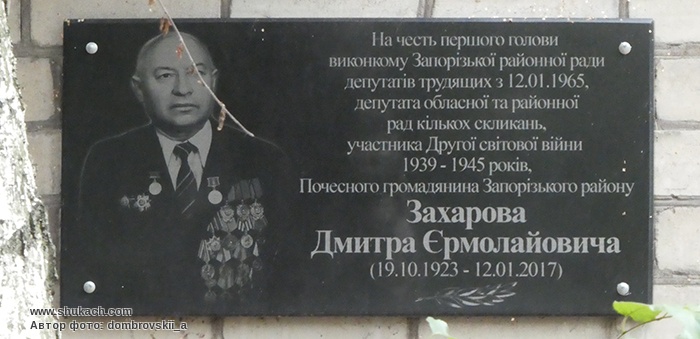 На честь першого голови
виконкому Запорізької районної ради
депутатів трудящих з 12.01.1965,
депутата обласної та районної
рад кількох скликань,
участника Другої світової війни
1939 - 1945 років,
Почесного громадянина Запорізького району
Захарова
Дмитра Єрмолайовича
(19.10.1923 - 12.01.2017)
www.shukach.com
Автор фото: dombrovskii_a